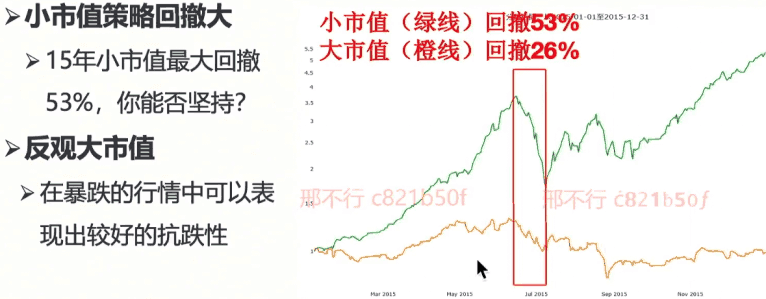 ➤小市值策略回撤大
➤15年小市值最大回撤
53%，你能否坚持？
➤反观大市值
➤在暴跌的行情中可以表
现出较好的抗跌性
小市值（绿线）回撤53%
大市值（橙线）回撤26%
-01-01至2015-12-31
5.5
5
4.5
4
3.5
3
2.5
2
1.5
1
邢不行 c821b50f
邢不行 c821b50f
Mar 2015
May 2015
Jul 2015
Sep 2015
Nov 2015